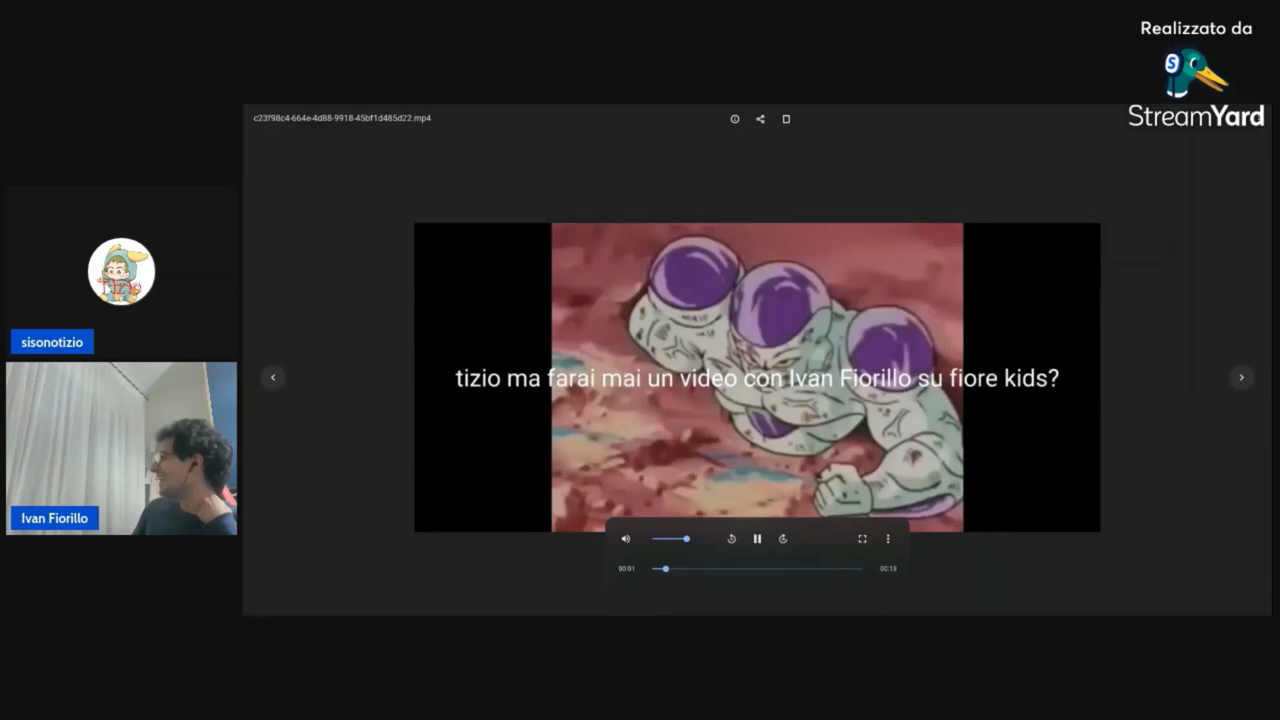 Realizzato da
StreamYard
c23f98c4-664e-4d88-9918-45bf1d485d22.mp4
sisonotizio
tizio ma farai mai un video con Ivan Fiorillo su fiore kids?
Ivan Fiorillo
00:01
00:13